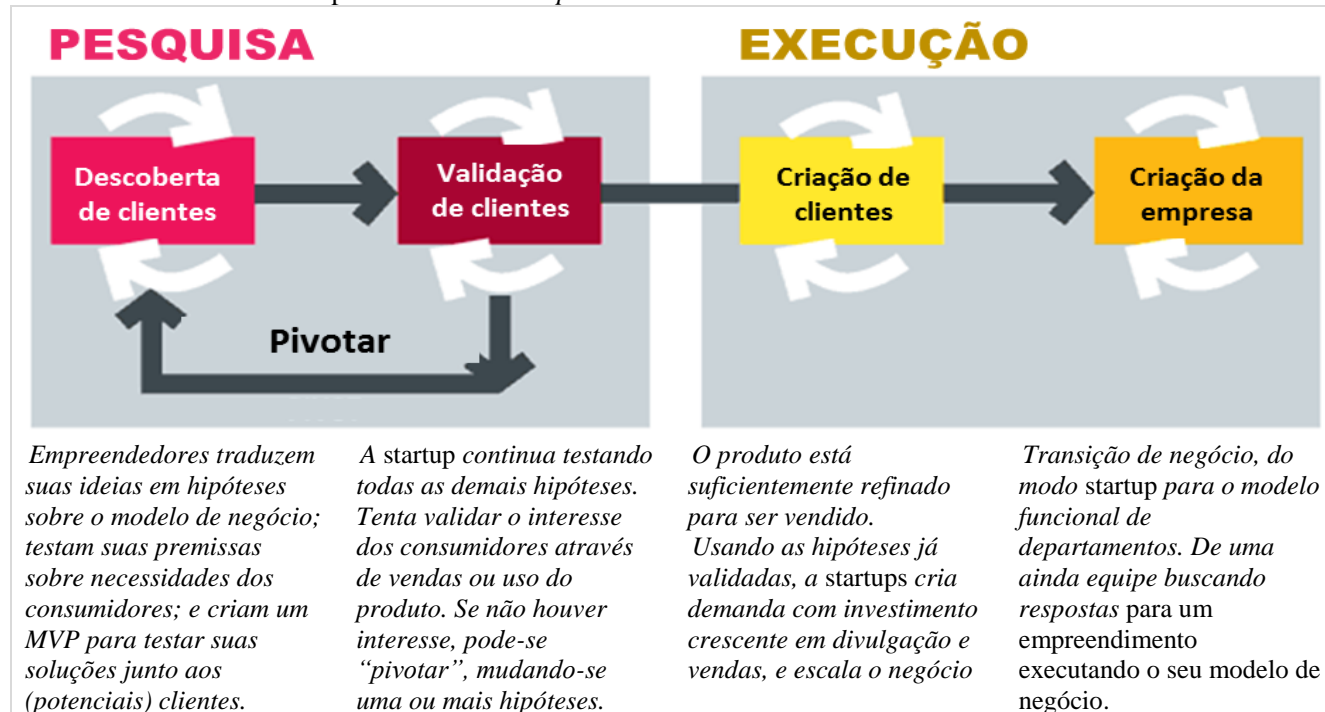 PESQUISA
EXECUÇÃO
Descoberta
de clientes
Validação
de clientes
Criação de
clientes
Criação da
empresa
Pivotar
Empreendedores traduzem
suas ideias em hipóteses
sobre o modelo de negócio;
testam suas premissas
sobre necessidades dos
consumidores; e criam um
MVP para testar suas
soluções junto aos
(potenciais) clientes.
A startup continua testando
todas as demais hipóteses.
Tenta validar o interesse
dos consumidores através
de vendas ou uso do
produto. Se não houver
interesse, pode-se
“pivotar”, mudando-se
uma ou mais hipóteses.
O produto está
suficientemente refinado
para ser vendido.
Usando as hipóteses já
validadas, a startups cria
demanda com investimento
crescente em divulgação e
vendas, e escala o negócio
Transição de negócio, do
modo startup para o modelo
funcional de
departamentos. De uma
ainda equipe buscando
respostas para um
empreendimento
executando o seu modelo de
negócio.